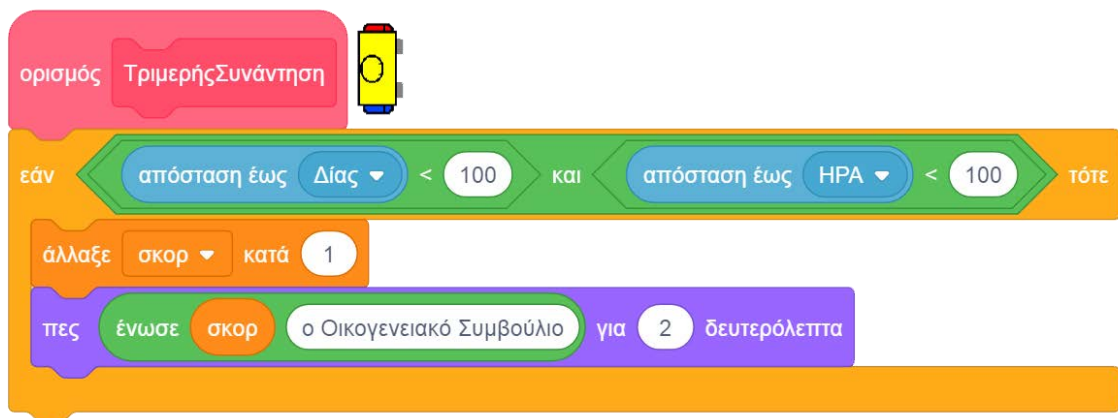 ορισμός ΤριμερήςΣυνάντηση
εάν απόσταση έως Δίας < 100 και απόσταση έως ΗΡΑ < 100 τότε
άλλαξε σκορ κατά 1
πες ένωσε σκορ ο Οικογενειακό Συμβούλιο για 2 δευτερόλεπτα